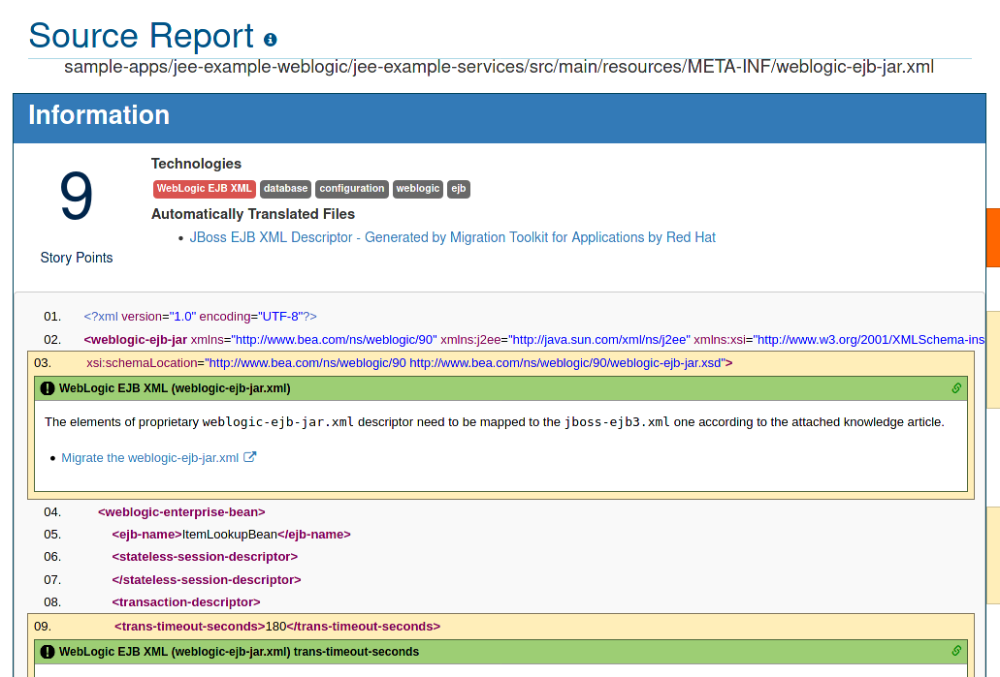 Source Report
sample-apps/jee-example-weblogic/jee-example-services/src/main/resources/META-INF/weblogic-ejb-jar.xml
Information
9
Story Points
Technologies
WebLogic EJB XML database configuration weblogic ejb
Automatically Translated Files
• JBoss EJB XML Descriptor - Generated by Migration Toolkit for Applications by Red Hat
01. <?xml version="1.0" encoding="UTF-8"?>
02. <weblogic-ejb-jar xmlns="http://www.bea.com/ns/weblogic/90" xmlns:j2ee="http://java.sun.com/xml/ns/j2ee" xmlns:xsi="http://www.w3.org/2001/XMLSchema-ins
03. xsi:schemaLocation="http://www.bea.com/ns/weblogic/90 http://www.bea.com/ns/weblogic/90/weblogic-ejb-jar.xsd">
WebLogic EJB XML (weblogic-ejb-jar.xml)
The elements of proprietary weblogic-ejb-jar.xml descriptor need to be mapped to the jboss-ejb3.xml one according to the attached knowledge article.
• Migrate the weblogic-ejb-jar.xml
04. <weblogic-enterprise-bean>
05. <ejb-name>ItemLookupBean</ejb-name>
06. <stateless-session-descriptor>
07. </stateless-session-descriptor>
08. <transaction-descriptor>
09. <trans-timeout-seconds>180</trans-timeout-seconds>
WebLogic EJB XML (weblogic-ejb-jar.xml) trans-timeout-seconds